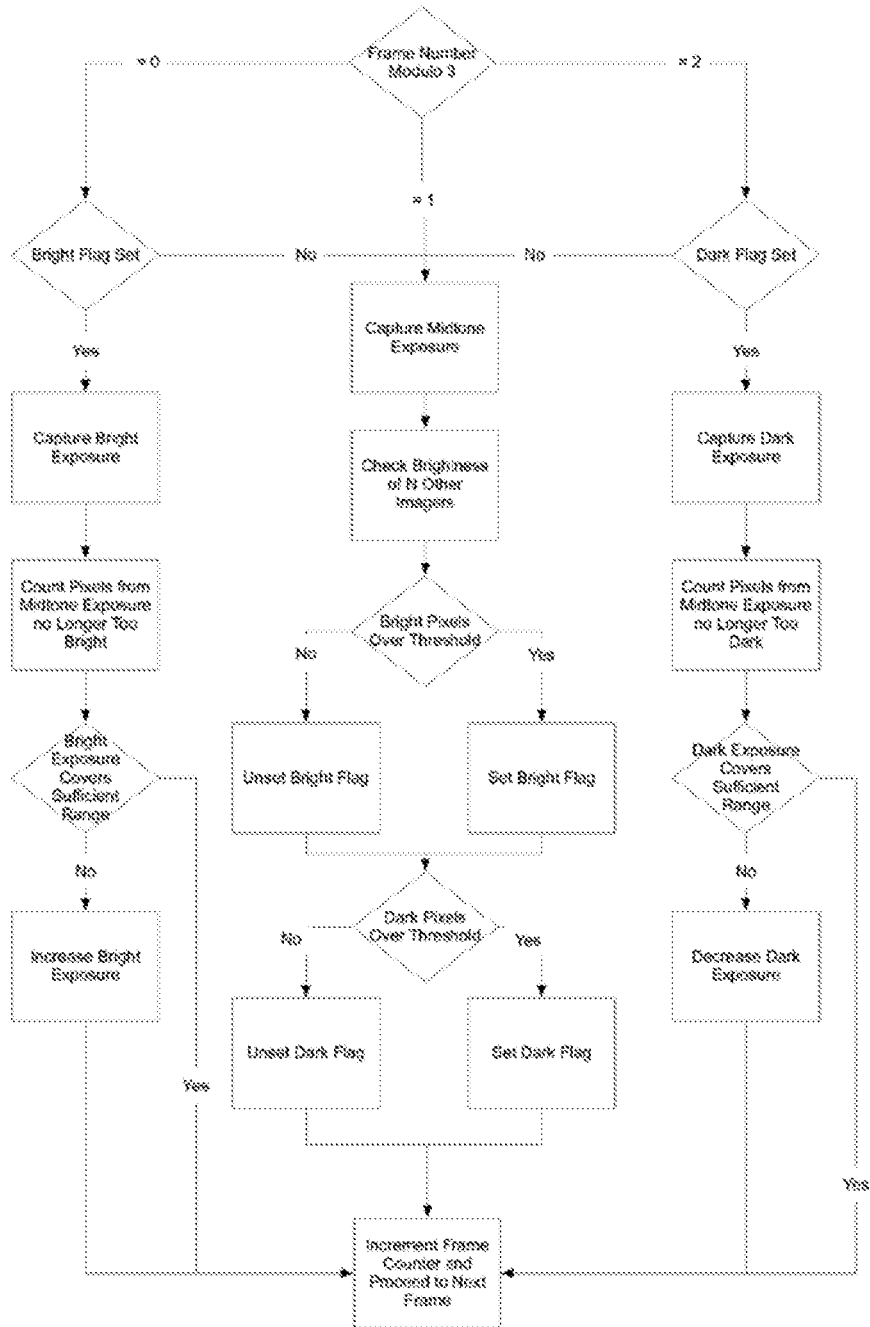 Frame Number
Modulo 3
= 0
= 2
= 1
Bright Flag Set
No
No
Dark Flag Set
Yes
Capture Midtone
Exposure
Yes
Capture Bright
Exposure
Check Brightness
of N Other
Imagers
Capture Dark
Exposure
Count Pixels from
Midtone Exposure
no Longer Too
Bright
Bright Pixels
Over Threshold
Count Pixels from
Midtone Exposure
no Longer Too
Dark
No
Yes
Bright
Exposure
Covers
Sufficient
Range
Unset Bright Flag
Set Bright Flag
Dark Exposure
Covers
Sufficient
Range
No
Dark Pixels
Over Threshold
No
No
Yes
Increase Bright
Exposure
Decrease Dark
Exposure
Unset Dark Flag
Set Dark Flag
Yes
Yes
Increment Frame
Counter and
Proceed to Next
Frame